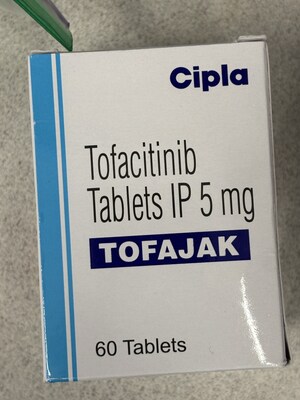 Cipla
Tofacitinib
Tablets IP 5 mg
TOFAJAK
60 Tablets